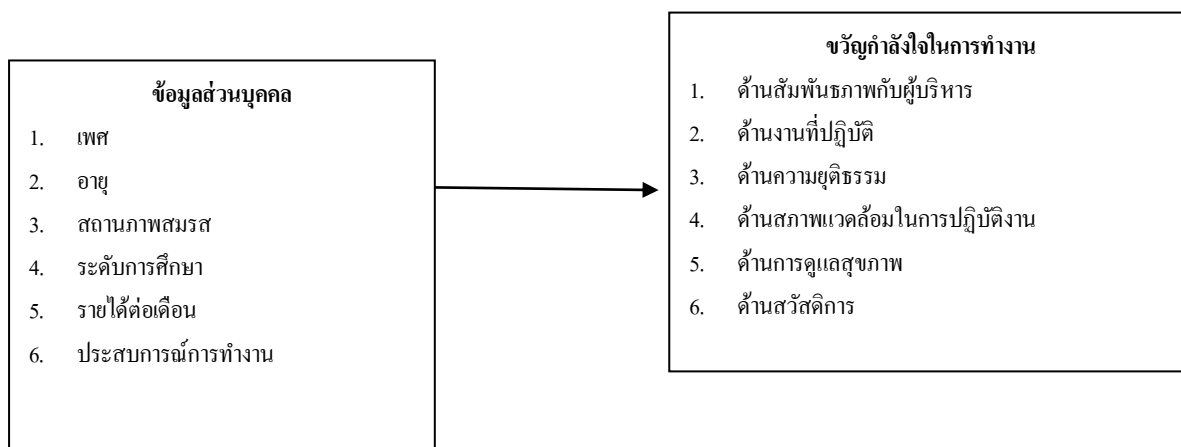 ข้อมูลส่วนบุคคล
1. เพศ
2. อายุ
3. สถานภาพสมรส
4. ระดับการศึกษา
5. รายได้ต่อเดือน
6. ประสบการณ์การทำงาน
ขวัญกำลังใจในการทำงาน
1. ด้านสัมพันธภาพกับผู้บริหาร
2. ด้านงานที่ปฏิบัติ
3. ด้านความยุติธรรม
4. ด้านสภาพแวดล้อมในการปฏิบัติงาน
5. ด้านการดูแลสุขภาพ
6. ด้านสวัสดิการ